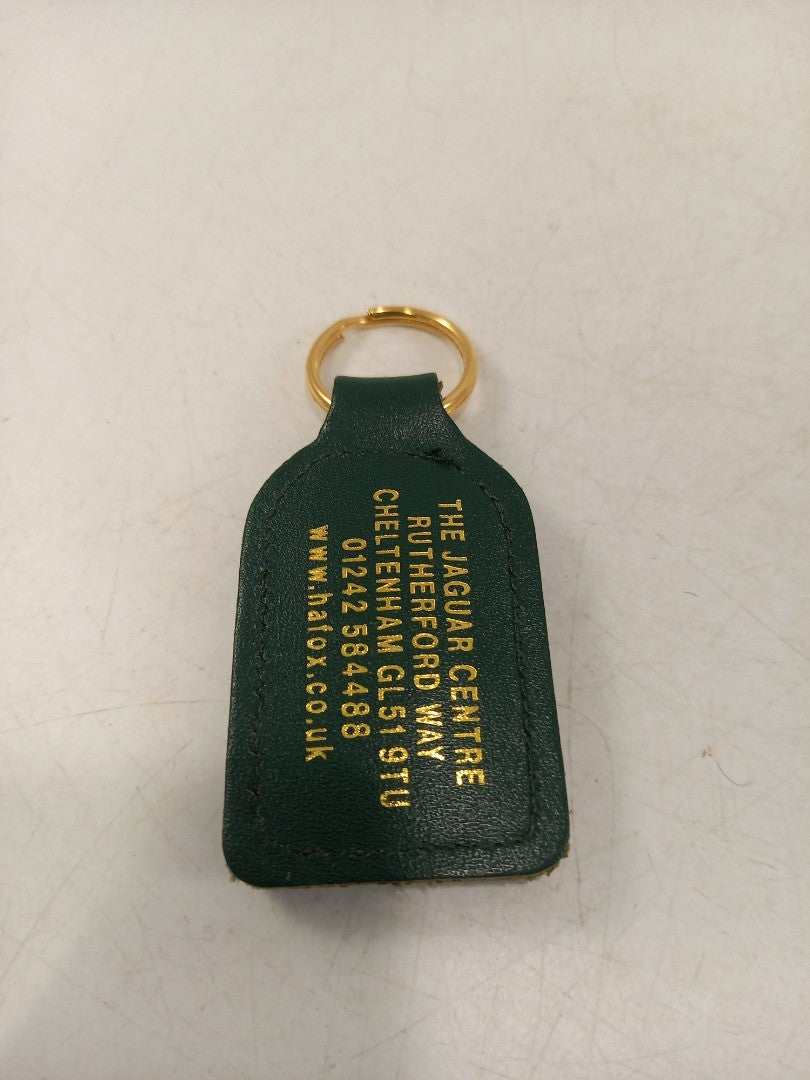 THE JAGUAR CENTRE
RUTHERFORD WAY
CHELTENHAM GL51 9TU
01242 584488
www.hafox.co.uk